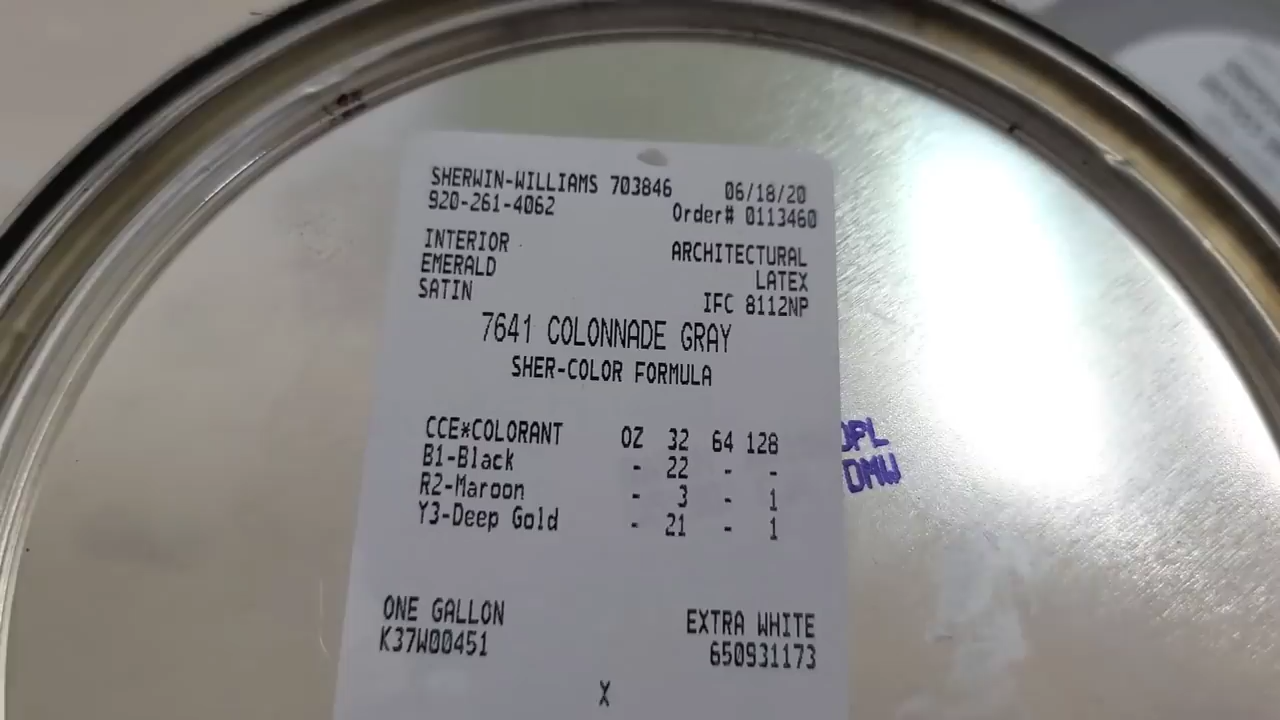 SHERWIN-WILLIAMS 703846 06/18/20
920-261-4062 Order# 0113460
INTERIOR ARCHITECTURAL
EMERALD LATEX
SATIN IFC 8112NP
7641 COLONNADE GRAY
SHER-COLOR FORMULA
CCE*COLORANT OZ 32 64 128
B1-Black - 22 - -
R2-Maroon - 3 - 1
Y3-Deep Gold - 21 - 1
ONE GALLON EXTRA WHITE
K37W00451 650931173
X